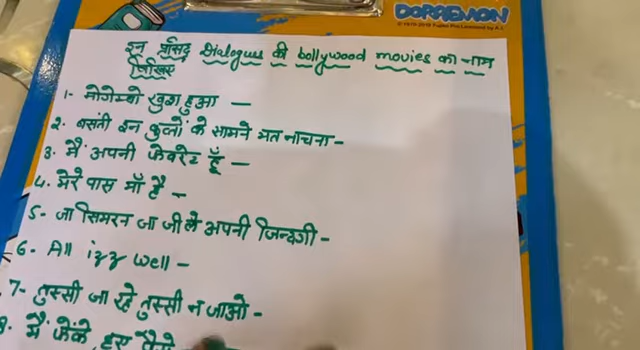 DORAEMON
इन प्रसिद्ध Dialogues की bollywood movies का नाम
लिखिए
1- मोगेम्बो खुश हुआ —
2- बसंती इन कुत्तों के सामने मत नाचना -
3- मैं अपनी फेवरेट हूँ —
4- मेरे पास माँ है -
5- जा सिमरन जा जी ले अपनी जिन्दगी -
6- All izz well -
7- तुस्सी जा रहे तुस्सी न जाओ -
8. मैं फेंके हुए पैसे